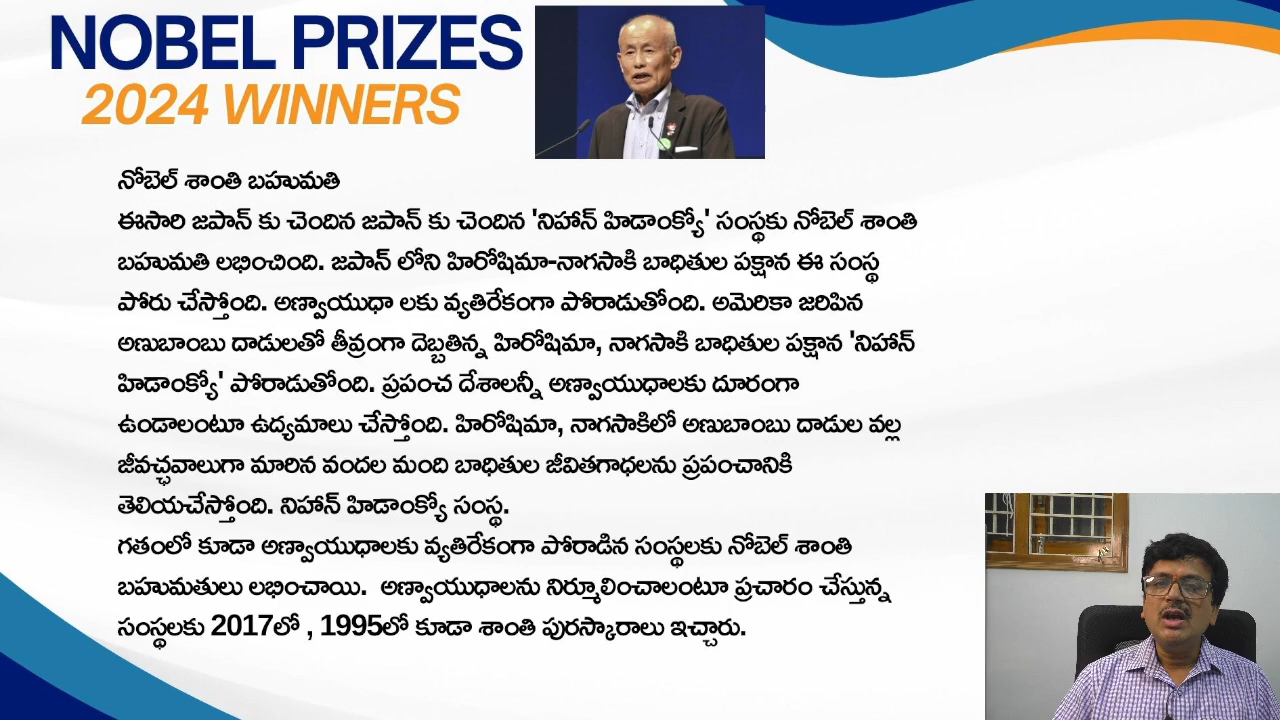 NOBEL PRIZES
2024 WINNERS
నోబెల్ శాంతి బహుమతి
ఈసారి జపాన్ కు చెందిన జపాన్ కు చెందిన 'నిహాన్ హిడాంక్యో' సంస్థకు నోబెల్ శాంతి
బహుమతి లభించింది. జపాన్ లోని హిరోషిమా-నాగసాకి బాధితుల పక్షాన ఈ సంస్థ
పోరు చేస్తోంది. అణ్వాయుధా లకు వ్యతిరేకంగా పోరాడుతోంది. అమెరికా జరిపిన
అణుబాంబు దాడులతో తీవ్రంగా దెబ్బతిన్న హిరోషిమా, నాగసాకి బాధితుల పక్షాన 'నిహాన్
హిడాంక్యో' పోరాడుతోంది. ప్రపంచ దేశాలన్నీ అణ్వాయుధాలకు దూరంగా
ఉండాలంటూ ఉద్యమాలు చేస్తోంది. హిరోషిమా, నాగసాకిలో అణుబాంబు దాడుల వల్ల
జీవచ్ఛవాలుగా మారిన వందల మంది బాధితుల జీవితగాధలను ప్రపంచానికి
తెలియచేస్తోంది. నిహాన్ హిడాంక్యో సంస్థ.
గతంలో కూడా అణ్వాయుధాలకు వ్యతిరేకంగా పోరాడిన సంస్థలకు నోబెల్ శాంతి
బహుమతులు లభించాయి. అణ్వాయుధాలను నిర్మూలించాలంటూ ప్రచారం చేస్తున్న
సంస్థలకు 2017లో , 1995లో కూడా శాంతి పురస్కారాలు ఇచ్చారు.